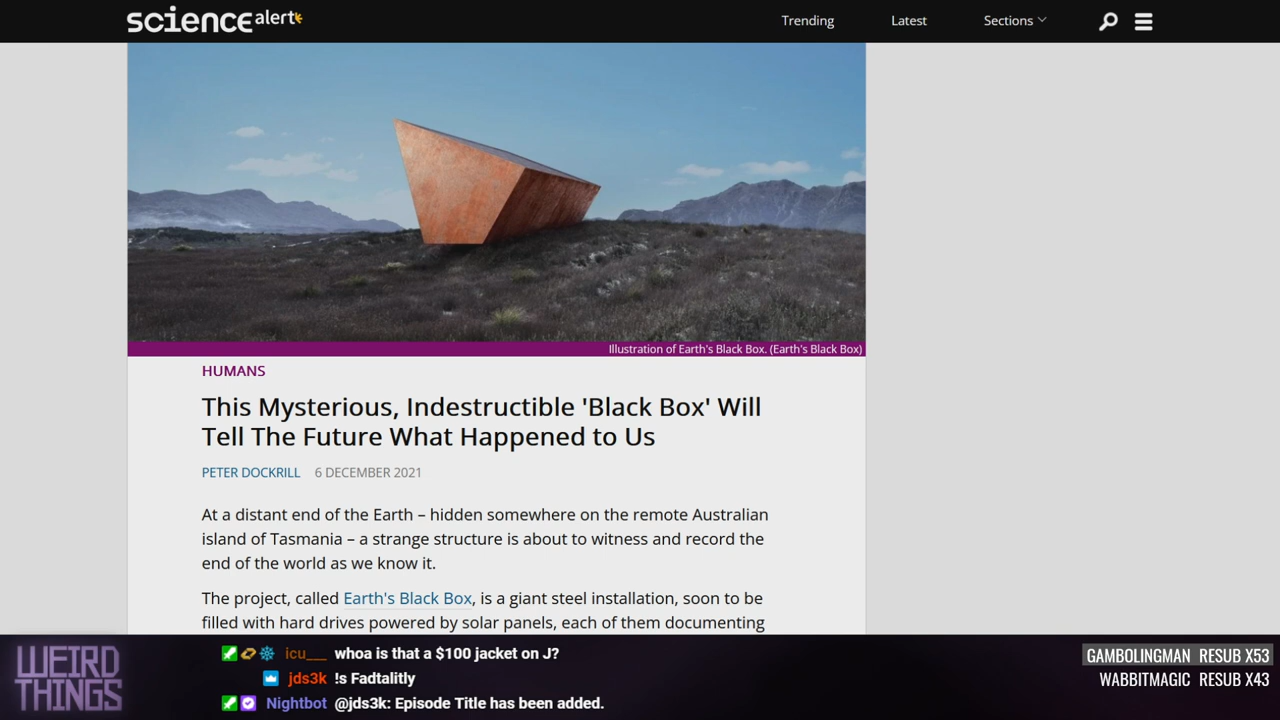 sciencealert
Trending
Latest
Sections
Illustration of Earth's Black Box. (Earth's Black Box)
HUMANS
This Mysterious, Indestructible 'Black Box' Will
Tell The Future What Happened to Us
PETER DOCKRILL 6 DECEMBER 2021
At a distant end of the Earth – hidden somewhere on the remote Australian
island of Tasmania – a strange structure is about to witness and record the
end of the world as we know it.
The project, called Earth's Black Box, is a giant steel installation, soon to be
filled with hard drives powered by solar panels, each of them documenting
WEIRD
THINGS
icu___ whoa is that a $100 jacket on J?
jds3k !s Fadtalitly
Nightbot @jds3k: Episode Title has been added.
GAMBOLINGMAN RESUB X53
WABBITMAGIC RESUB X43